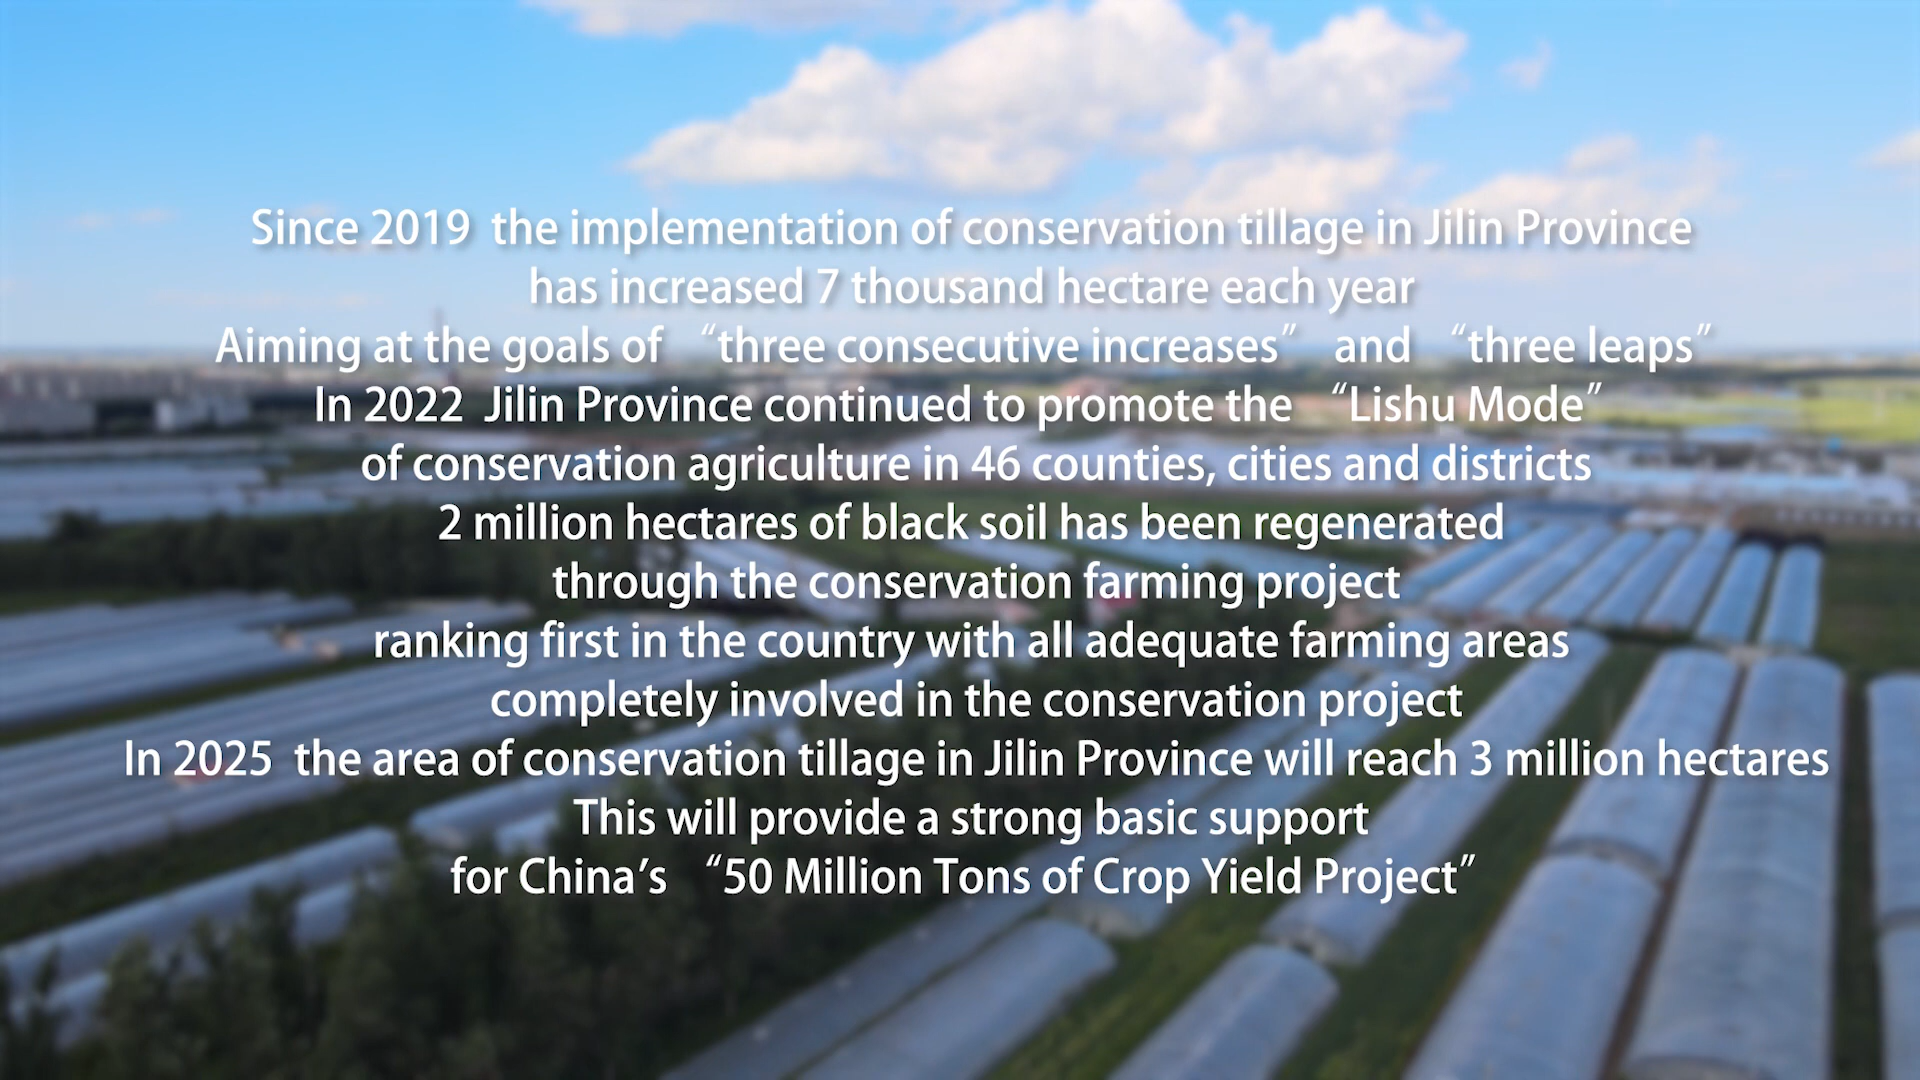 Since 2019  the implementation of conservation tillage in Jilin Province
has increased 7 thousand hectare each year
Aiming at the goals of “three consecutive increases” and “three leaps”
In 2022  Jilin Province continued to promote the “Lishu Mode”
of conservation agriculture in 46 counties, cities and districts
2 million hectares of black soil has been regenerated
through the conservation farming project
ranking first in the country with all adequate farming areas
completely involved in the conservation project
In 2025  the area of conservation tillage in Jilin Province will reach 3 million hectares
This will provide a strong basic support
for China’s “50 Million Tons of Crop Yield Project”